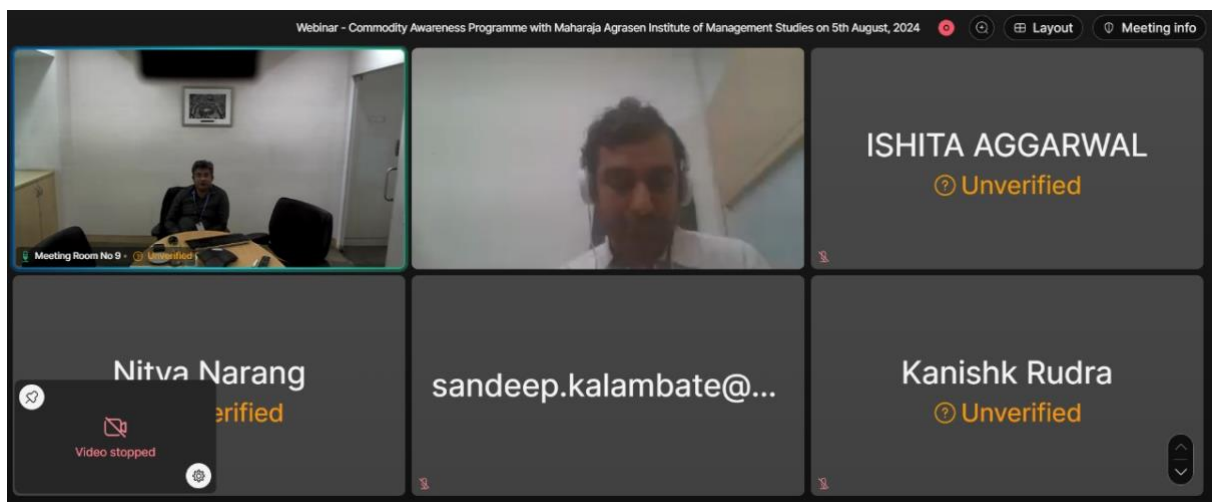 Webinar - Commodity Awareness Programme with Maharaja Agrasen Institute of Management Studies on 5th August, 2024
Layout
Meeting info
Meeting Room No 9 - Unverified
ISHITA AGGARWAL
Unverified
Nitya Narang
erified
Video stopped
sandeep.kalambate@...
Kanishk Rudra
Unverified